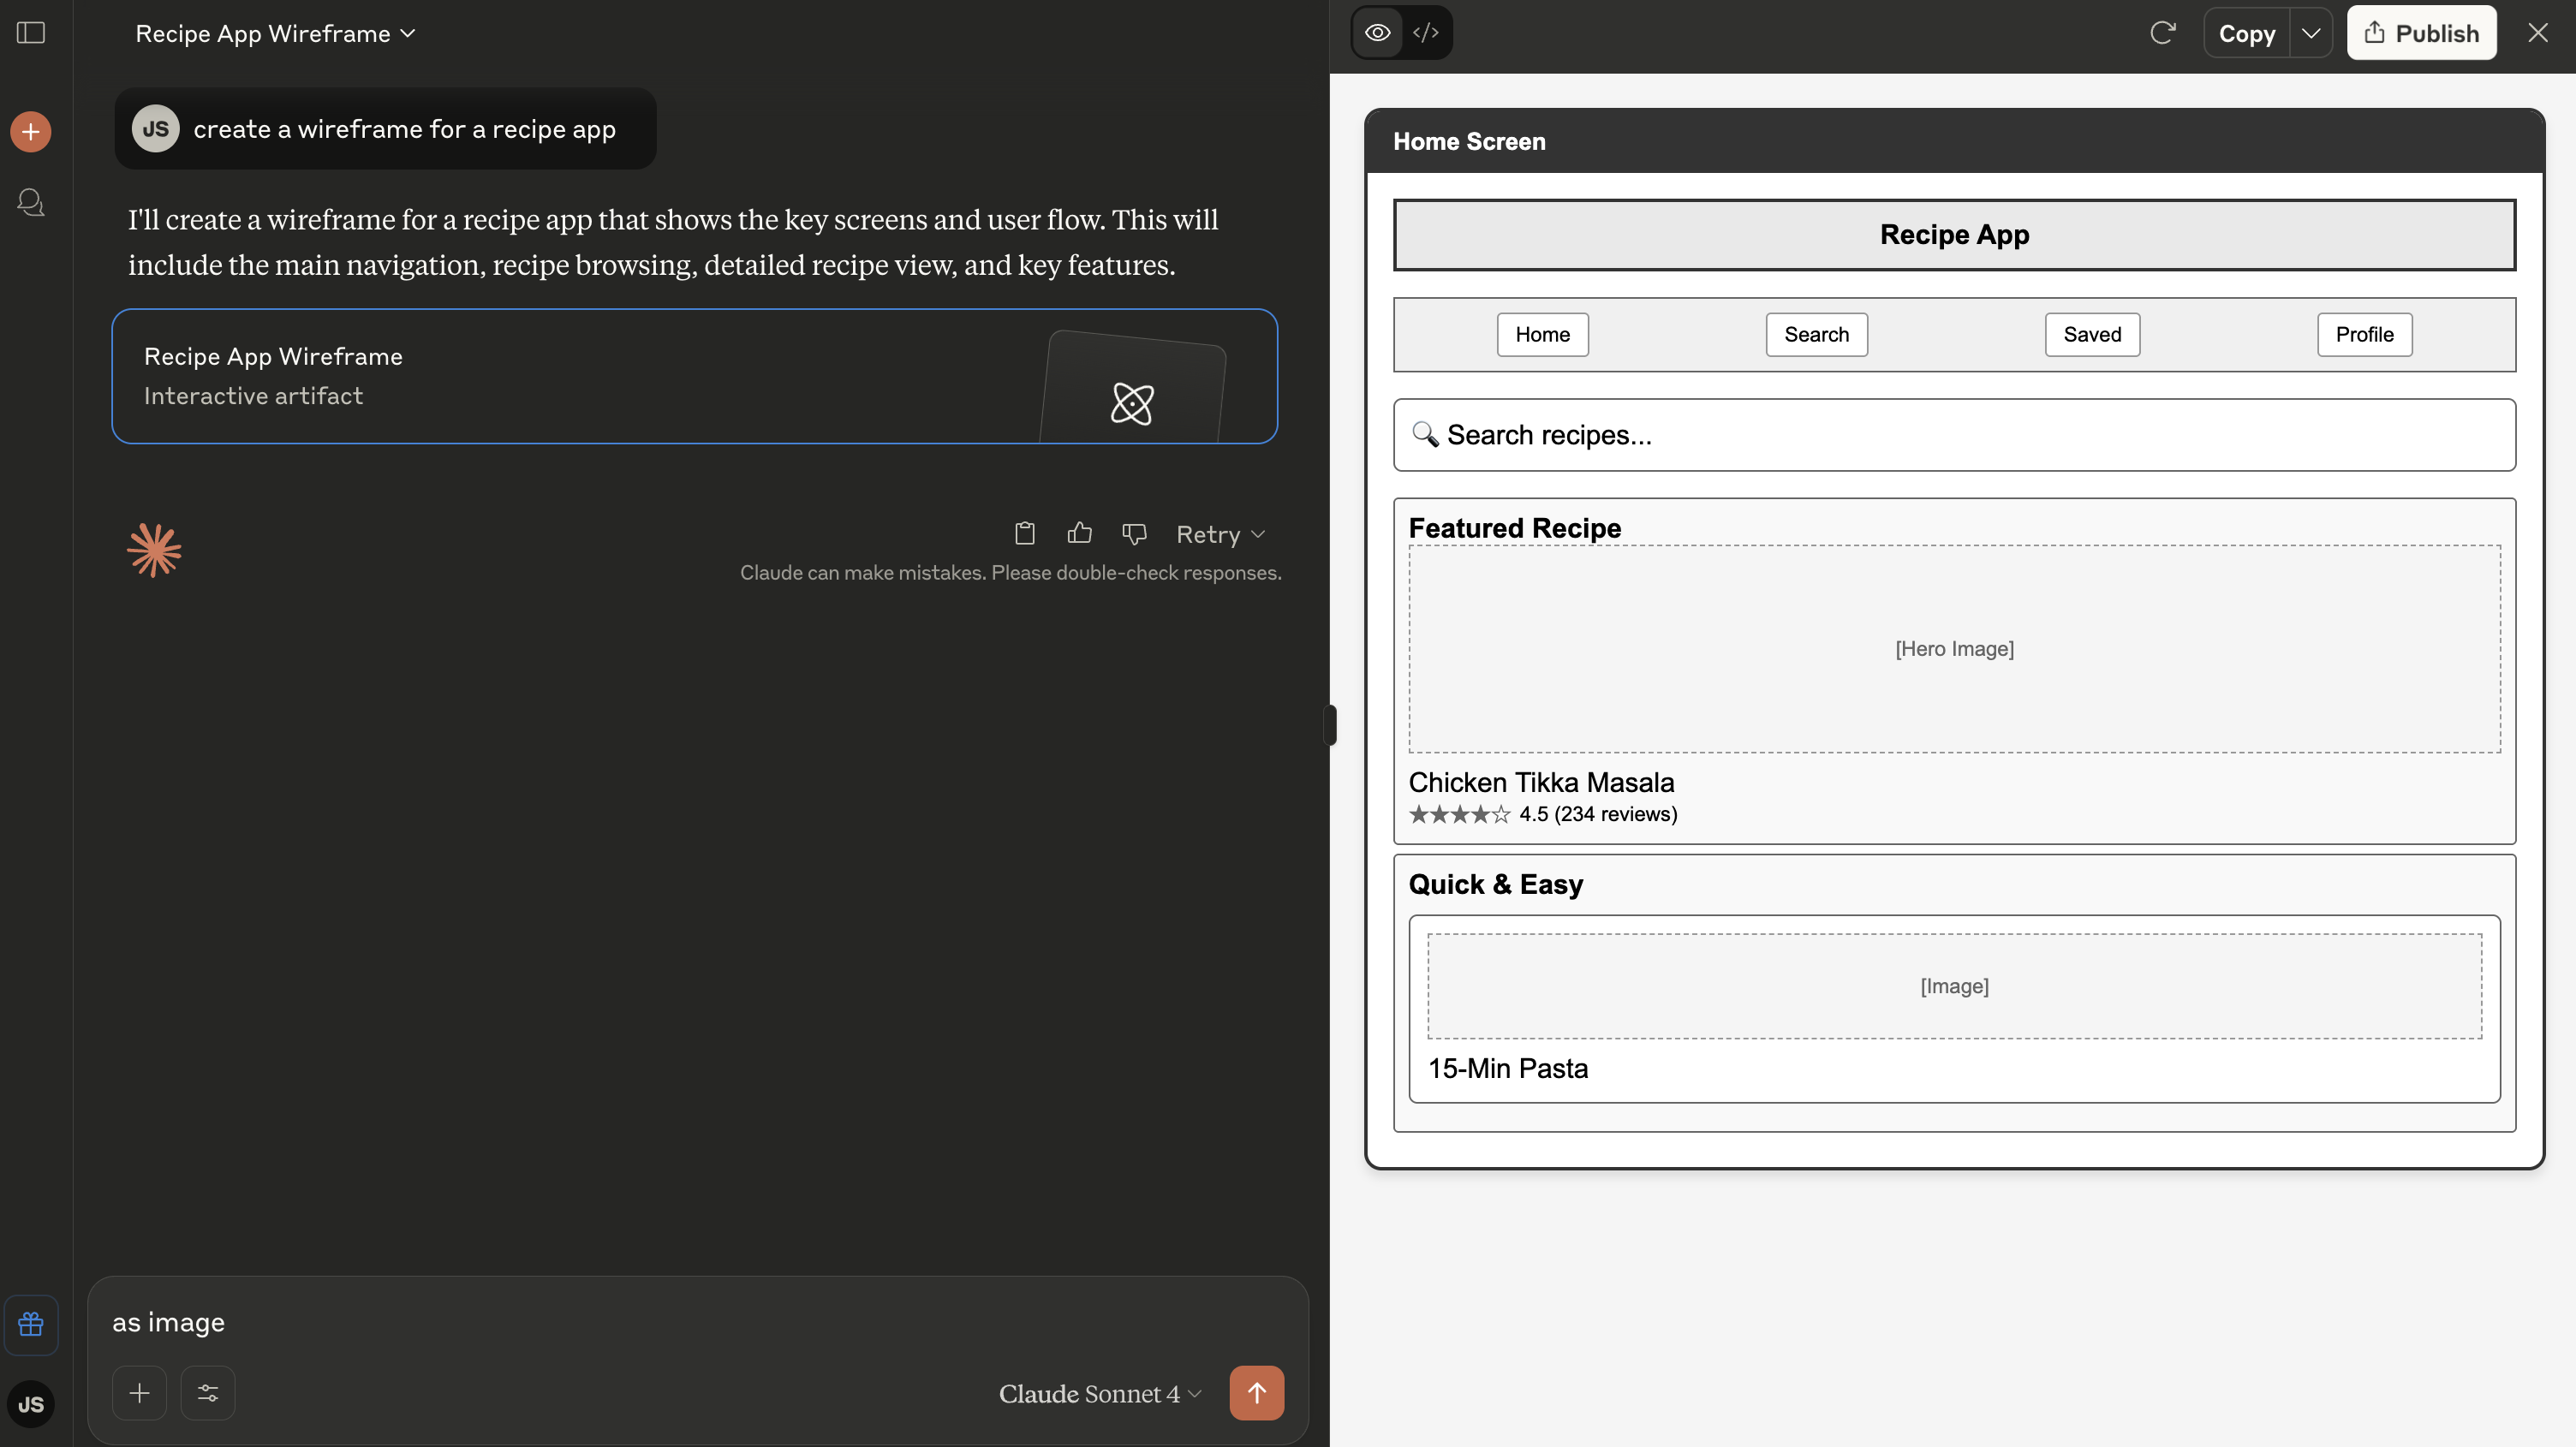 Recipe App Wireframe
JS
create a wireframe for a recipe app
I'll create a wireframe for a recipe app that shows the key screens and user flow. This will
include the main navigation, recipe browsing, detailed recipe view, and key features.
Recipe App Wireframe
Interactive artifact
Retry
Claude can make mistakes. Please double-check responses.
as image
Claude Sonnet 4
JS
Copy
Publish
Home Screen
Recipe App
Home
Search
Saved
Profile
🔍 Search recipes...
Featured Recipe
[Hero Image]
Chicken Tikka Masala
★★★★☆ 4.5 (234 reviews)
Quick & Easy
[Image]
15-Min Pasta